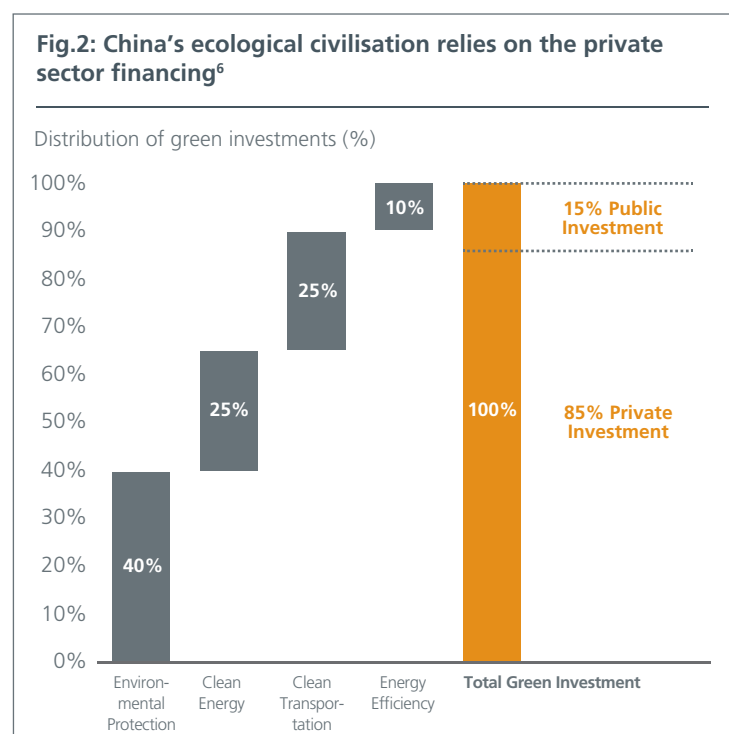 Fig.2: China’s ecological civilisation relies on the private
sector financing⁶
Distribution of green investments (%)
100%
90%
80%
70%
60%
50%
40%
30%
20%
10%
0%
40%
25%
25%
10%
100%
15% Public
Investment
85% Private
Investment
Environ-
mental
Protection
Clean
Energy
Clean
Transpor-
tation
Energy
Efficiency
Total Green Investment